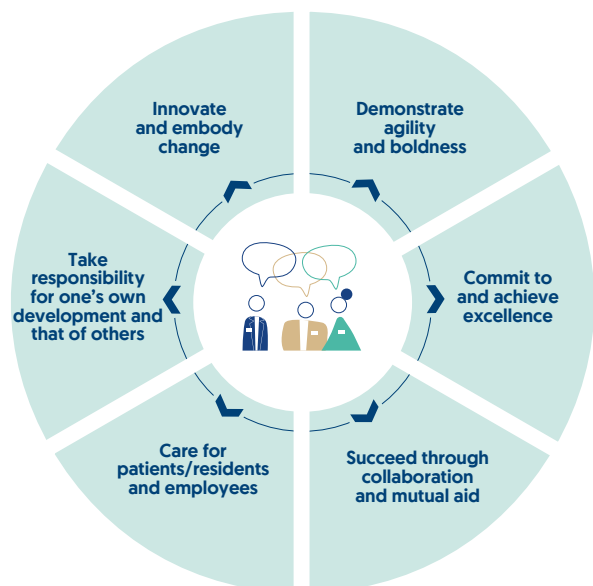 Innovate
and embody
change
Demonstrate
agility
and boldness
Take
responsibility
for one's own
development and
that of others
Commit to
and achieve
excellence
Care for
patients/residents
and employees
Succeed through
collaboration
and mutual aid